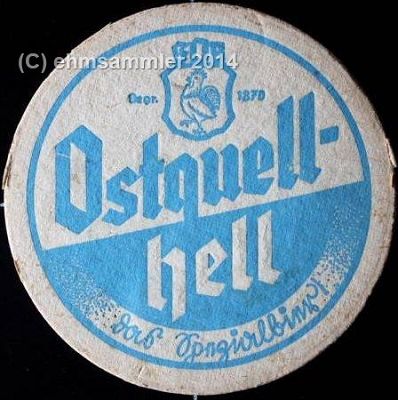 (C) ehmsammler 2014
Gegr. 1870
Ostquell-
hell
das Spezialbier!